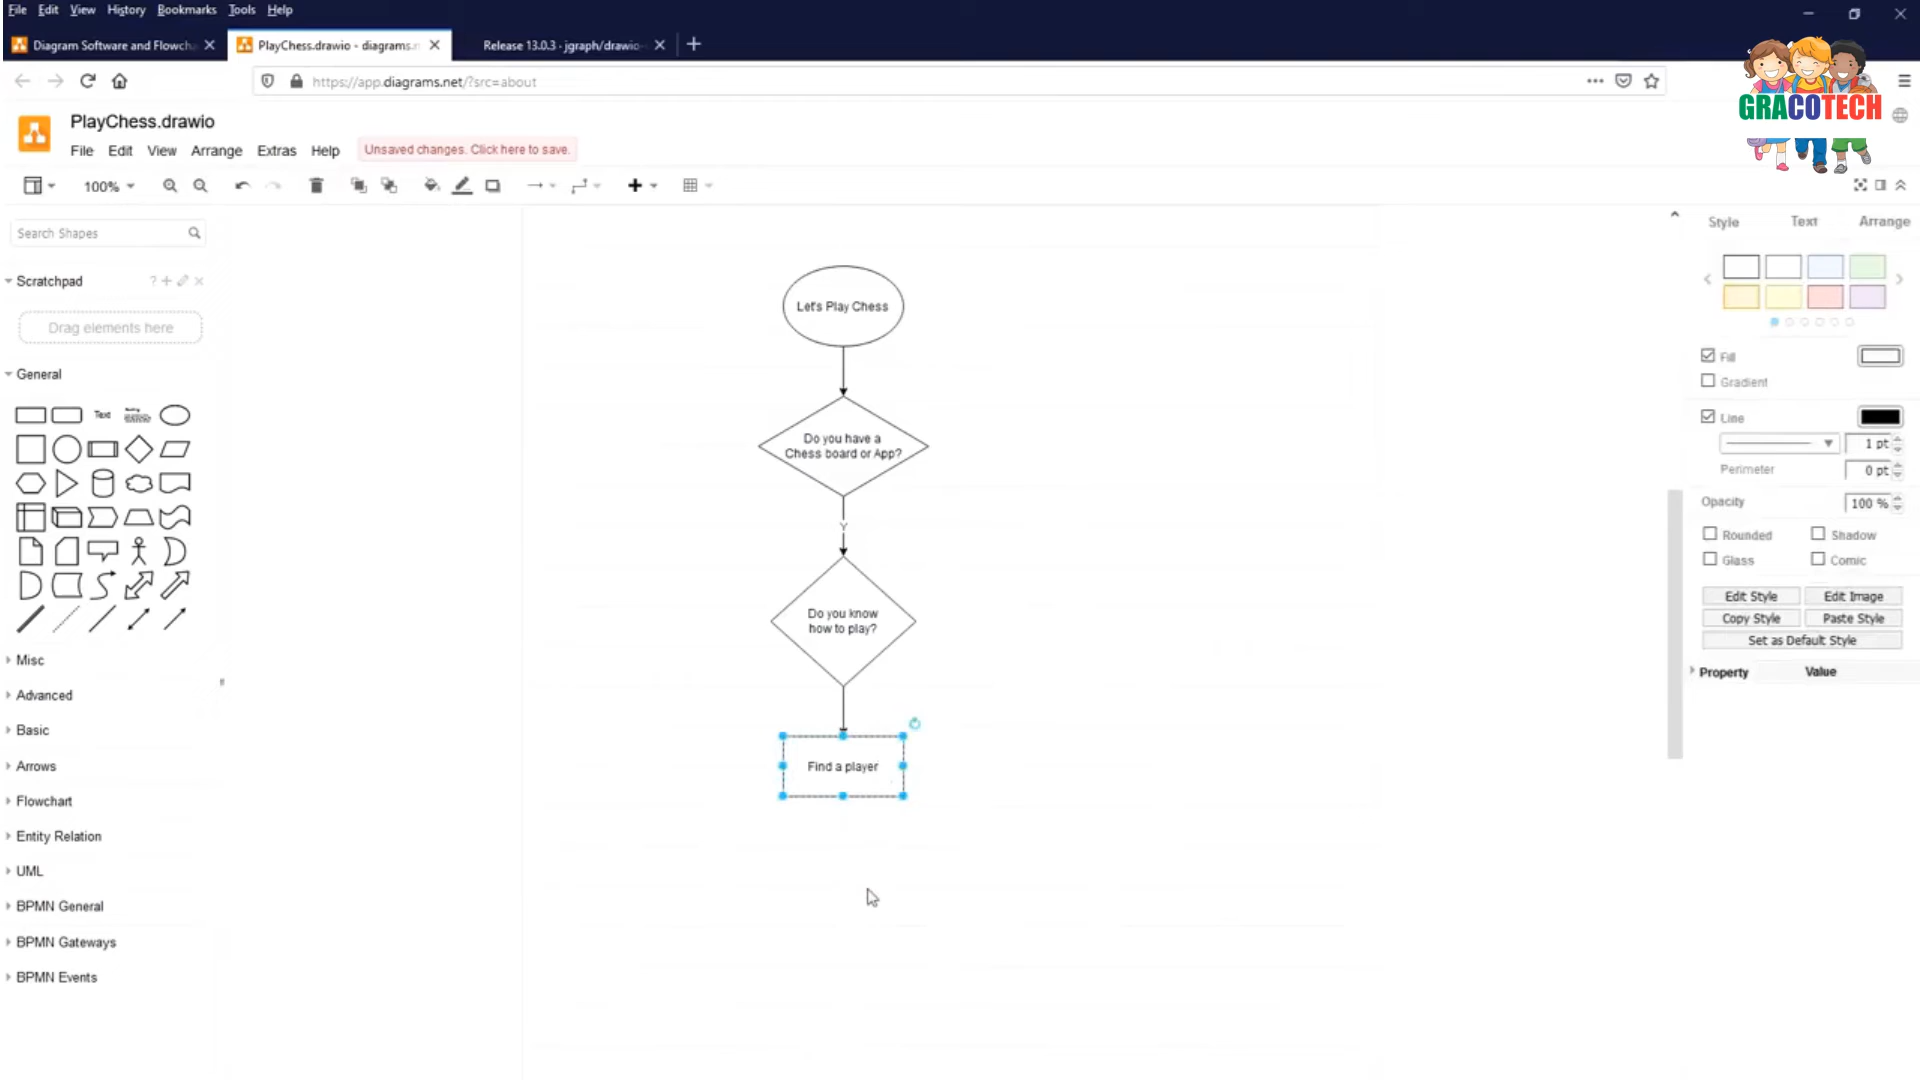 File Edit View History Bookmarks Tools Help
Diagram Software and Flowcha
PlayChess.drawio - diagrams.n
Release 13.0.3 · jgraph/drawio-
https://app.diagrams.net/?src=about
GRACOTECH
PlayChess.drawio
File Edit View Arrange Extras Help
Unsaved changes. Click here to save.
100%
Search Shapes
Scratchpad
Drag elements here
General
Text
Misc
Advanced
Basic
Arrows
Flowchart
Entity Relation
UML
BPMN General
BPMN Gateways
BPMN Events
Let's Play Chess
Do you have a
Chess board or App?
Y
Do you know
how to play?
Find a player
Style Text Arrange
Fill
Gradient
Line
1 pt
Perimeter 0 pt
Opacity 100 %
Rounded Shadow
Glass Comic
Edit Style Edit Image
Copy Style Paste Style
Set as Default Style
Property Value